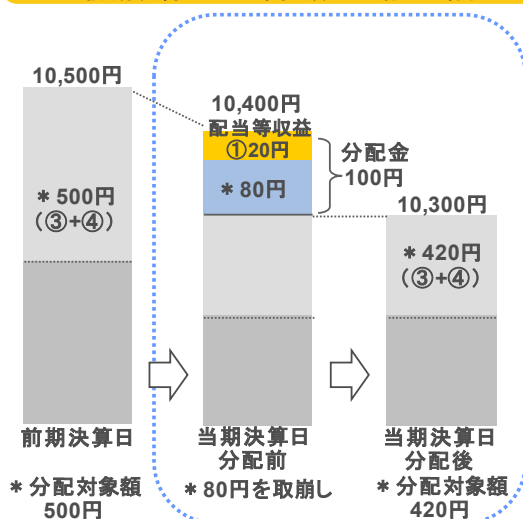 10,500円
10,400円
配当等収益
①20円
分配金
100円
＊500円
(③+④)
＊80円
10,300円
＊420円
(③+④)
前期決算日
当期決算日
分配前
当期決算日
分配後
＊分配対象額
500円
＊80円を取崩し
＊分配対象額
420円